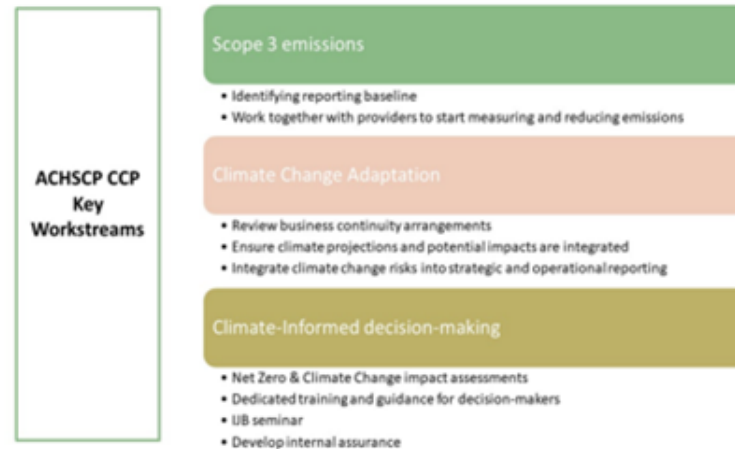 ACHSCP CCP
Key
Workstreams
Scope 3 emissions
• Identifying reporting baseline
• Work together with providers to start measuring and reducing emissions
Climate Change Adaptation
• Review business continuity arrangements
• Ensure climate projections and potential impacts are integrated
• Integrate climate change risks into strategic and operational reporting
Climate-Informed decision-making
• Net Zero & Climate Change impact assessments
• Dedicated training and guidance for decision-makers
• IJB seminar
• Develop internal assurance